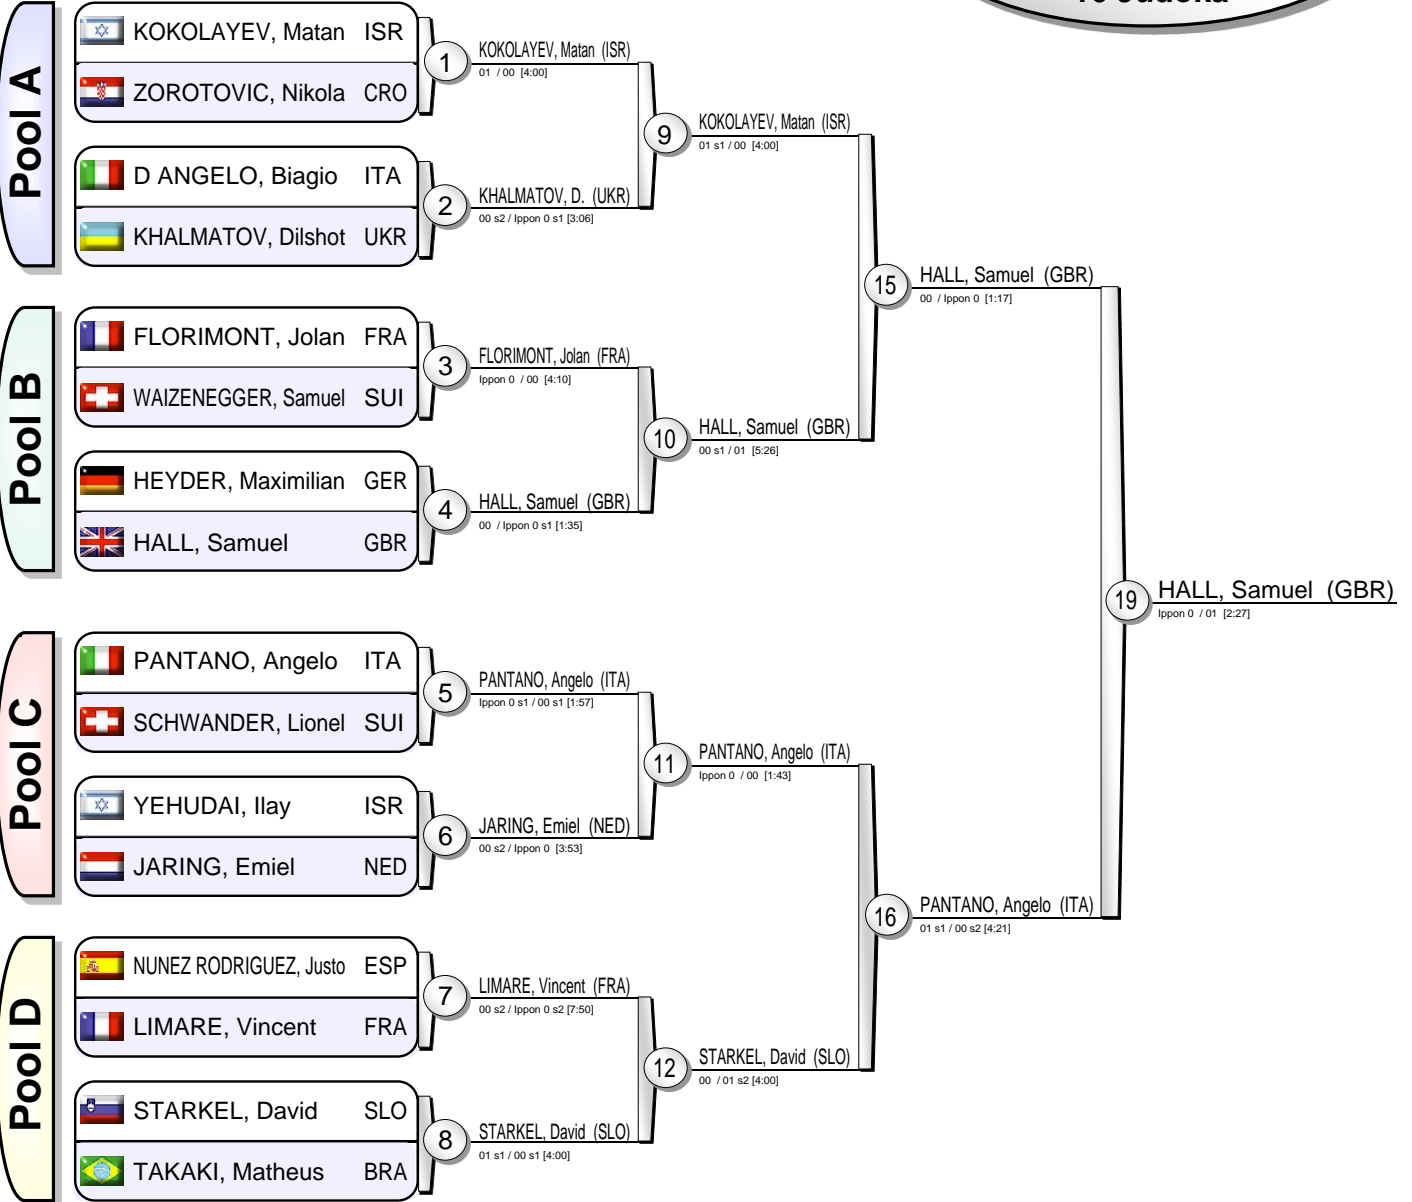 Pool A
KOKOLAYEV, Matan ISR
ZOROTOVIC, Nikola CRO
D ANGELO, Biagio ITA
KHALMATOV, Dilshot UKR
Pool B
FLORIMONT, Jolan FRA
WAIZENEGGER, Samuel SUI
HEYDER, Maximilian GER
HALL, Samuel GBR
Pool C
PANTANO, Angelo ITA
SCHWANDER, Lionel SUI
YEHUDAI, Ilay ISR
JARING, Emiel NED
Pool D
NUNEZ RODRIGUEZ, Justo ESP
LIMARE, Vincent FRA
STARKEL, David SLO
TAKAKI, Matheus BRA
1
KOKOLAYEV, Matan (ISR)
01 / 00 [4:00]
2
KHALMATOV, D. (UKR)
00 s2 / Ippon 0 s1 [3:06]
3
FLORIMONT, Jolan (FRA)
Ippon 0 / 00 [4:10]
4
HALL, Samuel (GBR)
00 / Ippon 0 s1 [1:35]
5
PANTANO, Angelo (ITA)
Ippon 0 s1 / 00 s1 [1:57]
6
JARING, Emiel (NED)
00 s2 / Ippon 0 [3:53]
7
LIMARE, Vincent (FRA)
00 s2 / Ippon 0 s2 [7:50]
8
STARKEL, David (SLO)
01 s1 / 00 s1 [4:00]
9
KOKOLAYEV, Matan (ISR)
01 s1 / 00 [4:00]
10
HALL, Samuel (GBR)
00 s1 / 01 [5:26]
11
PANTANO, Angelo (ITA)
Ippon 0 / 00 [1:43]
12
STARKEL, David (SLO)
00 / 01 s2 [4:00]
15
HALL, Samuel (GBR)
00 / Ippon 0 [1:17]
16
PANTANO, Angelo (ITA)
01 s1 / 00 s2 [4:21]
19
HALL, Samuel (GBR)
Ippon 0 / 01 [2:27]